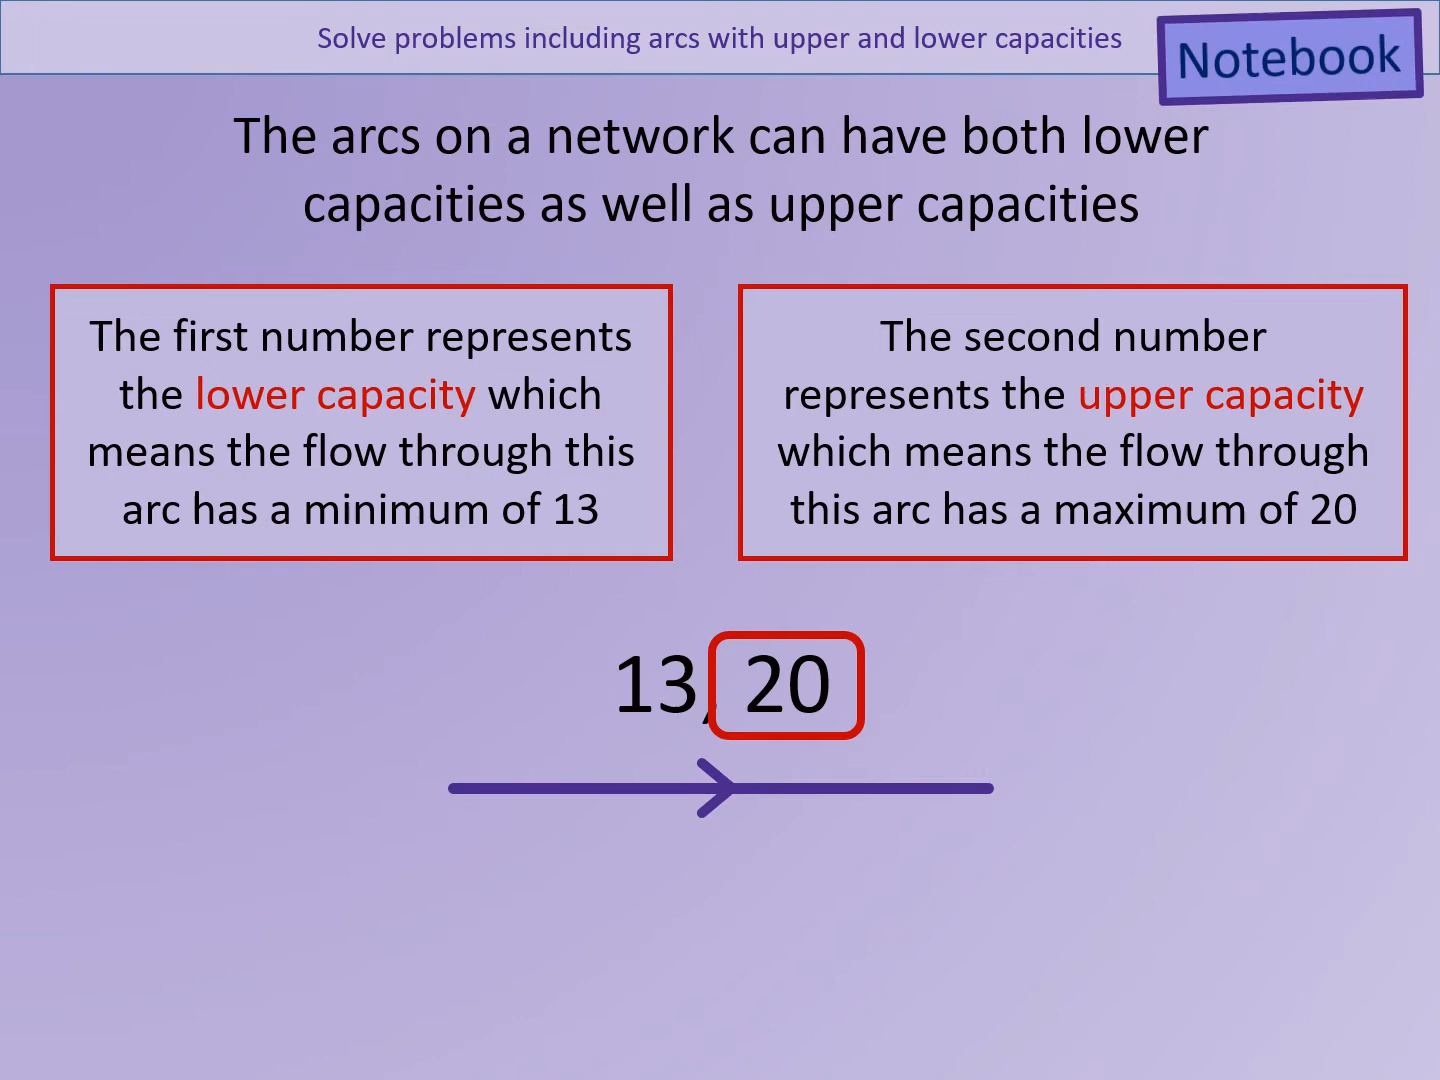 Solve problems including arcs with upper and lower capacities
Notebook
The arcs on a network can have both lower
capacities as well as upper capacities
The first number represents
the lower capacity which
means the flow through this
arc has a minimum of 13
The second number
represents the upper capacity
which means the flow through
this arc has a maximum of 20
13, 20